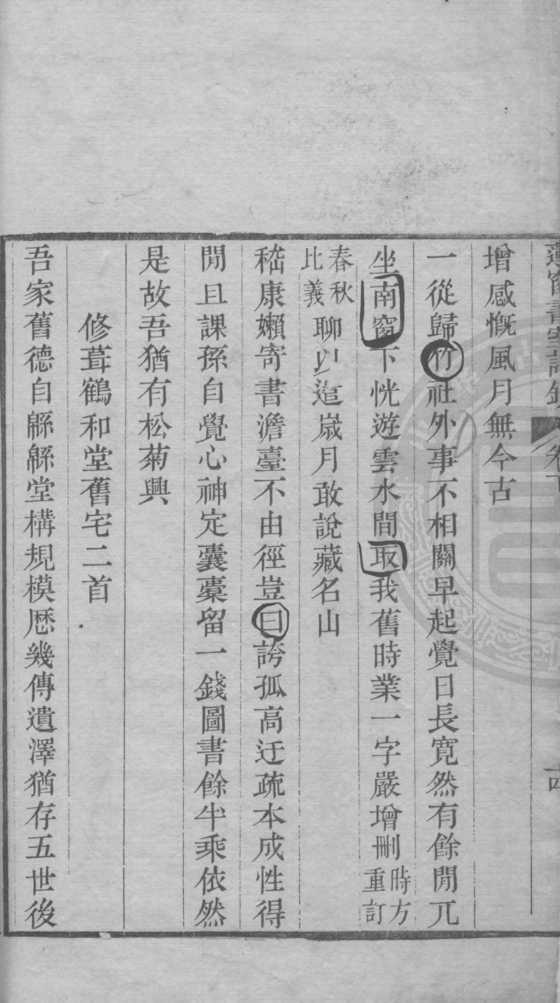 增感慨風月無今古
一從歸竹社外事不相關早起覺日長寬然有餘閒兀
坐南窗下恍遊雲水間取我舊時業一字嚴增刪時方重訂
春秋比義聊以遣歲月敢說藏名山
嵇康嬾寄書澹臺不由徑豈曰誇孤高迂疏本成性得
閒且課孫自覺心神定囊橐留一錢圖書餘半乘依然
是故吾猶有松菊興
修葺鶴和堂舊宅二首
吾家舊德自緜緜堂構規模歷幾傳遺澤猶存五世後